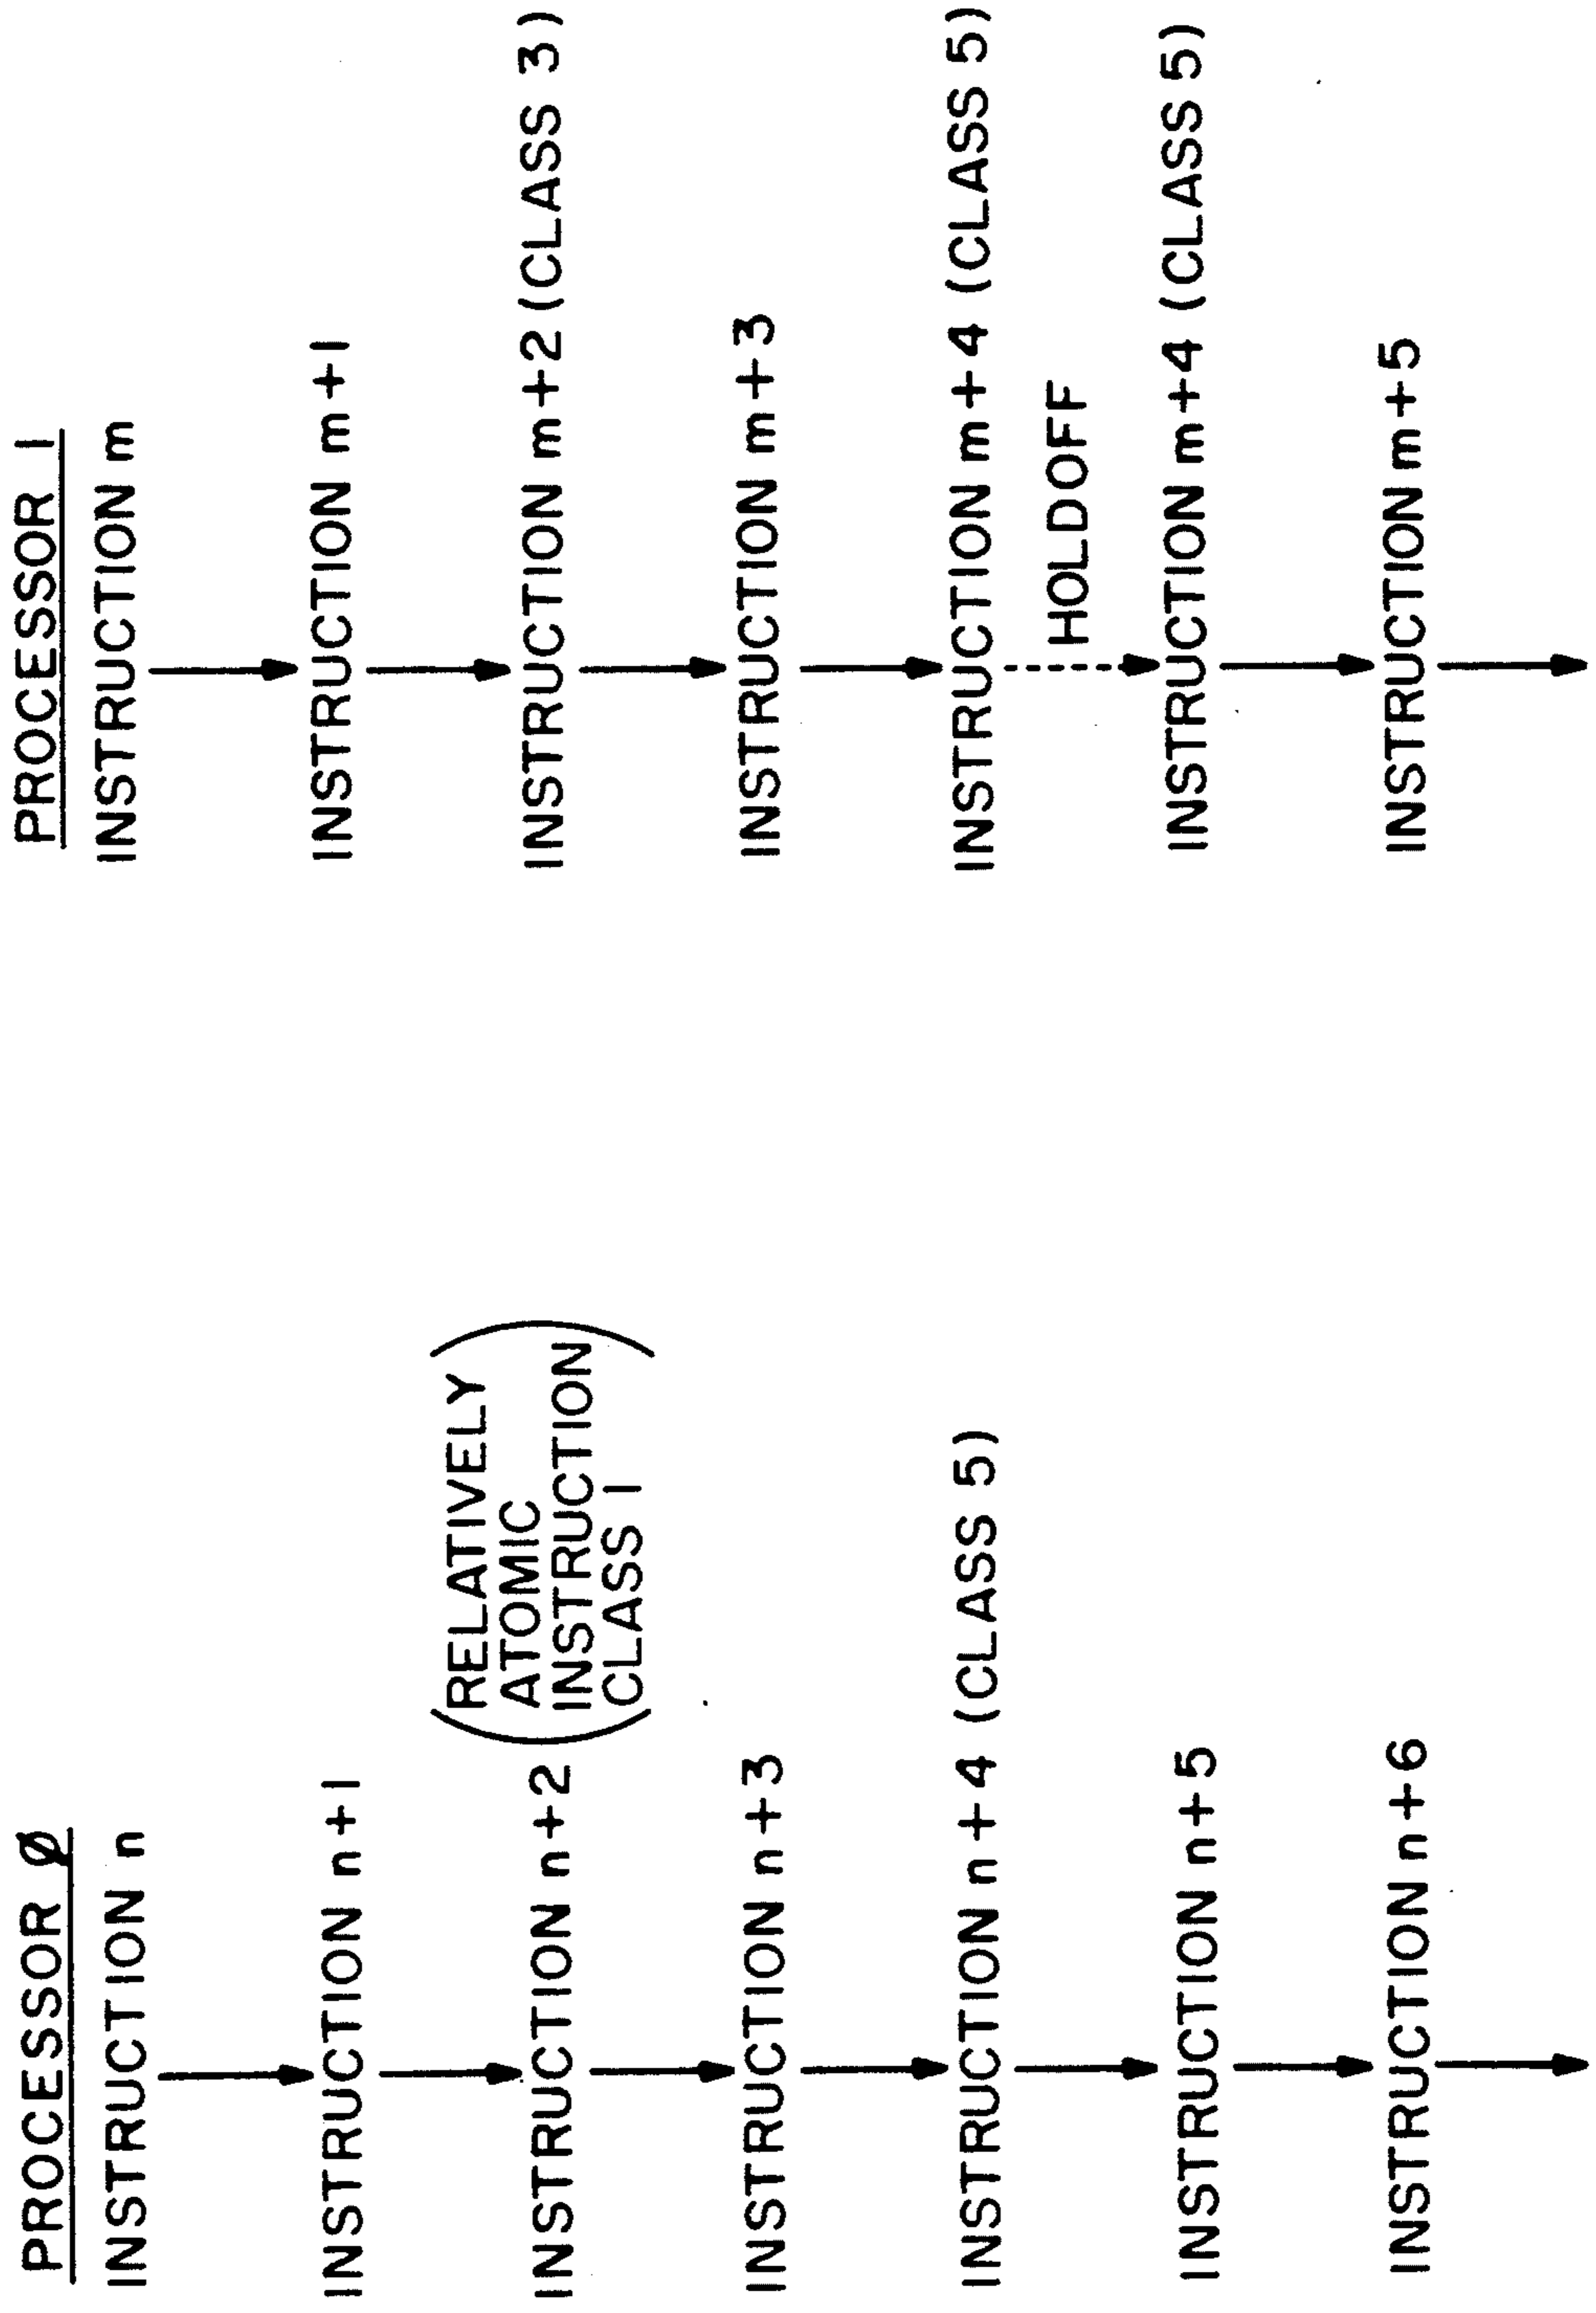 PROCESSOR Ø
INSTRUCTION n
INSTRUCTION n+1
INSTRUCTION n+2 (RELATIVELY
ATOMIC
INSTRUCTION
CLASS 1)
INSTRUCTION n+3
INSTRUCTION n+4 (CLASS 5)
INSTRUCTION n+5
INSTRUCTION n+6
PROCESSOR 1
INSTRUCTION m
INSTRUCTION m+1
INSTRUCTION m+2 (CLASS 3)
INSTRUCTION m+3
INSTRUCTION m+4 (CLASS 5)
HOLDOFF
INSTRUCTION m+4 (CLASS 5)
INSTRUCTION m+5